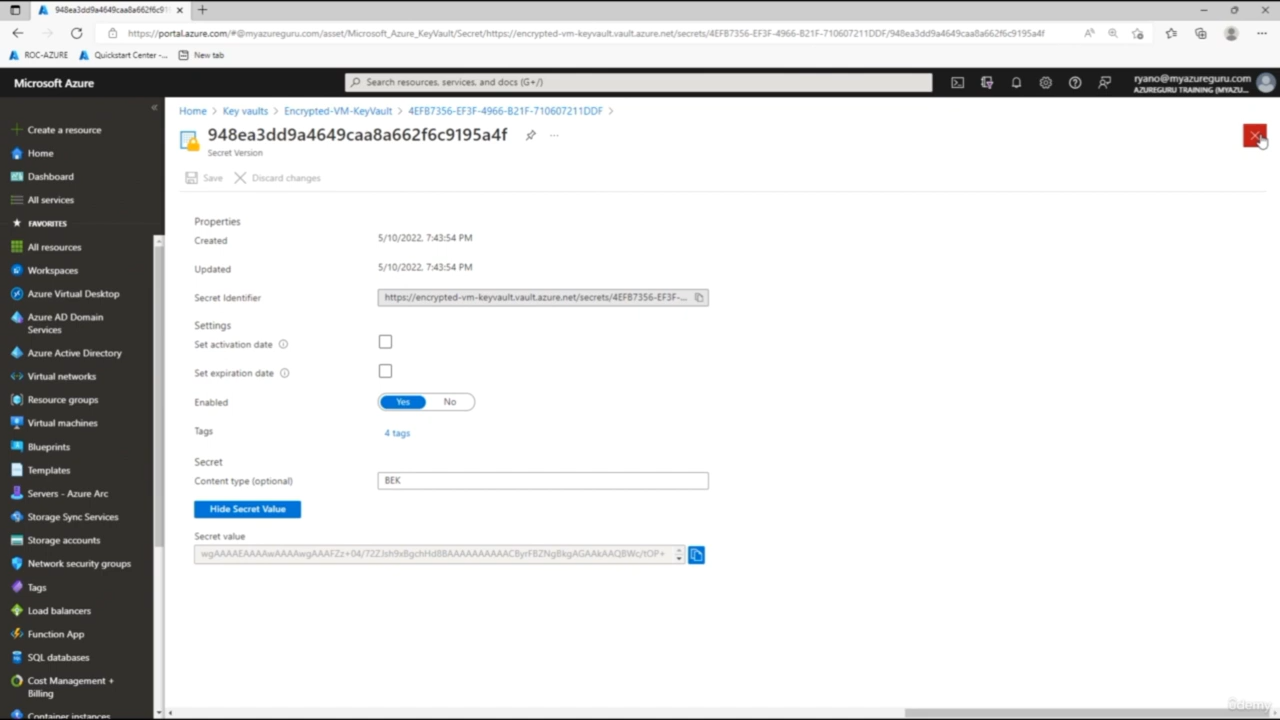 948ea3dd9a4649caa8a662f6c9195
https://portal.azure.com/#@myazureguru.com/asset/Microsoft_Azure_KeyVault/Secret/https://encrypted-vm-keyvault.vault.azure.net/secrets/4EFB7356-EF3F-4966-B21F-710607211DDF/948ea3dd9a4649caa8a662f6c9195a4f
ROC-AZURE
Quickstart Center -...
New tab
Microsoft Azure
Search resources, services, and docs (G+/)
ryano@myazureguru.com
AZUREGURU TRAINING (MYAZU...
Home > Key vaults > Encrypted-VM-KeyVault > 4EFB7356-EF3F-4966-B21F-710607211DDF >
948ea3dd9a4649caa8a662f6c9195a4f
...
Secret Version
Save
Discard changes
Create a resource
Home
Dashboard
All services
FAVORITES
All resources
Workspaces
Azure Virtual Desktop
Azure AD Domain
Services
Azure Active Directory
Virtual networks
Resource groups
Virtual machines
Blueprints
Templates
Servers - Azure Arc
Storage Sync Services
Storage accounts
Network security groups
Tags
Load balancers
Function App
SQL databases
Cost Management +
Billing
Container instances
Properties
Created 5/10/2022, 7:43:54 PM
Updated 5/10/2022, 7:43:54 PM
Secret Identifier https://encrypted-vm-keyvault.vault.azure.net/secrets/4EFB7356-EF3F-...
Settings
Set activation date
Set expiration date
Enabled Yes No
Tags 4 tags
Secret
Content type (optional) BEK
Hide Secret Value
Secret value
ûdemy